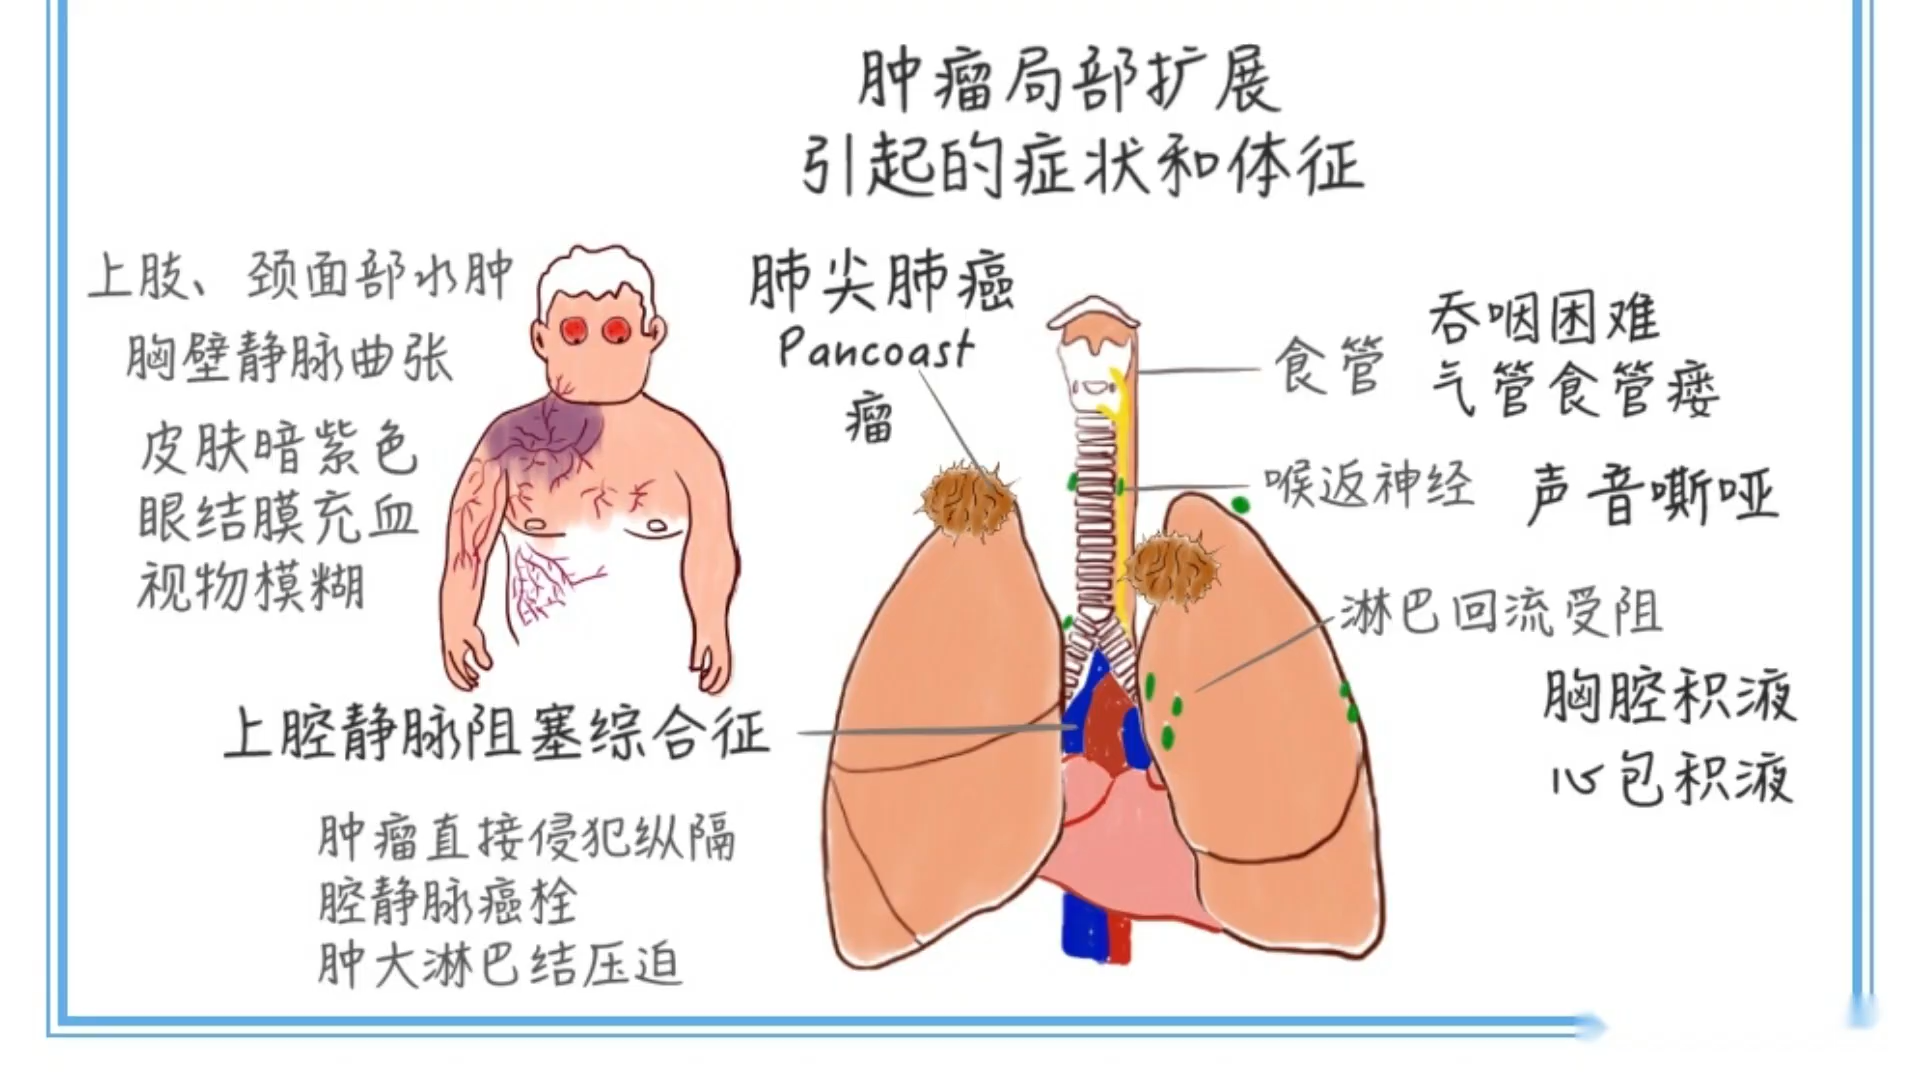 肿瘤局部扩展
引起的症状和体征
上肢、颈面部水肿
胸壁静脉曲张
皮肤暗紫色
眼结膜充血
视物模糊
肺尖肺癌
Pancoast
瘤
食管
吞咽困难
气管食管瘘
喉返神经
声音嘶哑
淋巴回流受阻
胸腔积液
心包积液
上腔静脉阻塞综合征
肿瘤直接侵犯纵隔
腔静脉癌栓
肿大淋巴结压迫